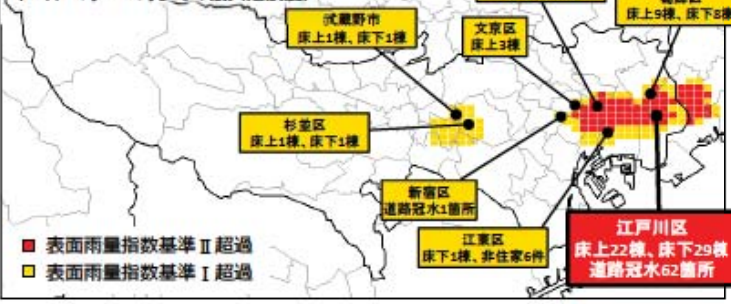 武蔵野市
床上1棟、床下1棟
文京区
床上3棟
床上9棟、床下8棟
杉並区
床上1棟、床下1棟
新宿区
道路冠水1箇所
江東区
床下1棟、非住家6件
江戸川区
床上22棟、床下29棟
道路冠水62箇所
表面雨量指数基準Ⅱ超過
表面雨量指数基準Ⅰ超過